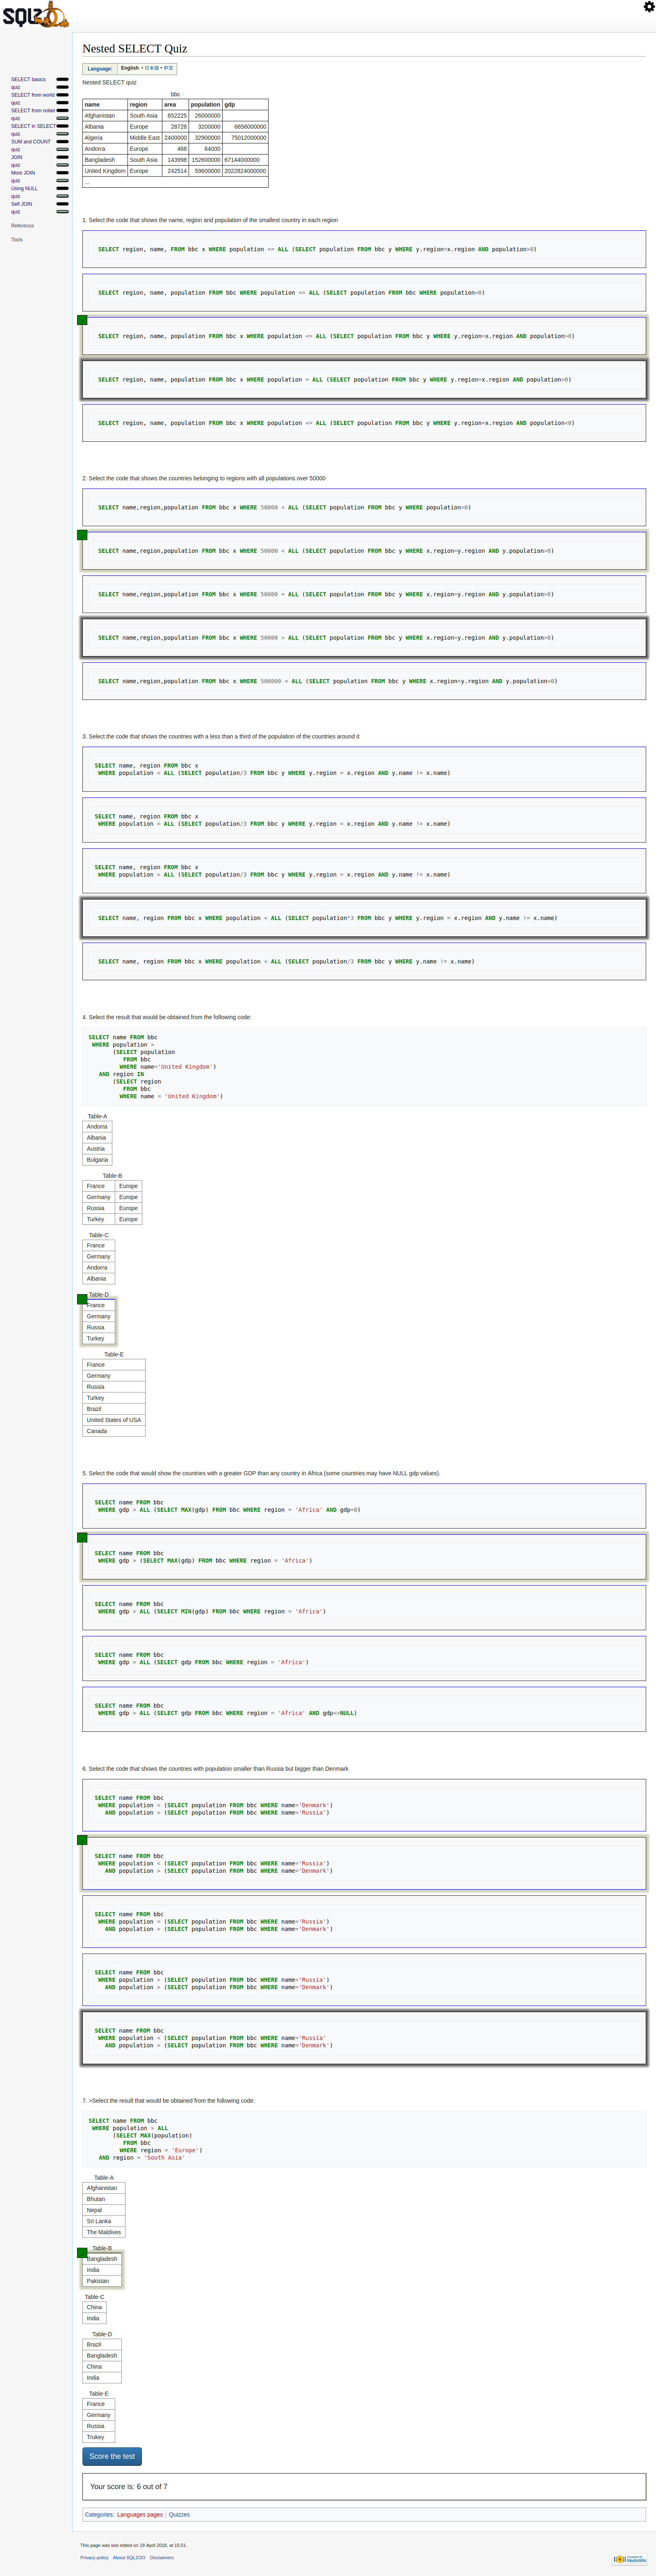 SQLZOO
SELECT basics
quiz
SELECT from world
quiz
SELECT from nobel
quiz
SELECT in SELECT
quiz
SUM and COUNT
quiz
JOIN
quiz
More JOIN
quiz
Using NULL
quiz
Self JOIN
quiz
Reference
Tools
Nested SELECT Quiz
Language: English • 日本語 • 中文
Nested SELECT quiz
bbc
name region area population gdp
Afghanistan South Asia 652225 26000000
Albania Europe 28728 3200000 6656000000
Algeria Middle East 2400000 32900000 75012000000
Andorra Europe 468 64000
Bangladesh South Asia 143998 152600000 67144000000
United Kingdom Europe 242514 59600000 2022824000000
...
1. Select the code that shows the name, region and population of the smallest country in each region
SELECT region, name, FROM bbc x WHERE population <= ALL (SELECT population FROM bbc y WHERE y.region=x.region AND population>0)
SELECT region, name, population FROM bbc WHERE population <= ALL (SELECT population FROM bbc WHERE population>0)
SELECT region, name, population FROM bbc x WHERE population <= ALL (SELECT population FROM bbc y WHERE y.region=x.region AND population>0)
SELECT region, name, population FROM bbc x WHERE population = ALL (SELECT population FROM bbc y WHERE y.region=x.region AND population>0)
SELECT region, name, population FROM bbc x WHERE population <= ALL (SELECT population FROM bbc y WHERE y.region=x.region AND population<0)
2. Select the code that shows the countries belonging to regions with all populations over 50000
SELECT name,region,population FROM bbc x WHERE 50000 < ALL (SELECT population FROM bbc y WHERE population>0)
SELECT name,region,population FROM bbc x WHERE 50000 < ALL (SELECT population FROM bbc y WHERE x.region=y.region AND y.population>0)
SELECT name,region,population FROM bbc x WHERE 50000 = ALL (SELECT population FROM bbc y WHERE x.region=y.region AND y.population>0)
SELECT name,region,population FROM bbc x WHERE 50000 > ALL (SELECT population FROM bbc y WHERE x.region=y.region AND y.population>0)
SELECT name,region,population FROM bbc x WHERE 500000 < ALL (SELECT population FROM bbc y WHERE x.region=y.region AND y.population>0)
3. Select the code that shows the countries with a less than a third of the population of the countries around it
SELECT name, region FROM bbc x
WHERE population < ALL (SELECT population/3 FROM bbc y WHERE y.region = x.region AND y.name != x.name)
SELECT name, region FROM bbc x
WHERE population = ALL (SELECT population/3 FROM bbc y WHERE y.region = x.region AND y.name != x.name)
SELECT name, region FROM bbc x
WHERE population > ALL (SELECT population/3 FROM bbc y WHERE y.region = x.region AND y.name != x.name)
SELECT name, region FROM bbc x WHERE population < ALL (SELECT population*3 FROM bbc y WHERE y.region = x.region AND y.name != x.name)
SELECT name, region FROM bbc x WHERE population < ALL (SELECT population/3 FROM bbc y WHERE y.name != x.name)
4. Select the result that would be obtained from the following code:
SELECT name FROM bbc
WHERE population >
(SELECT population
FROM bbc
WHERE name='United Kingdom')
AND region IN
(SELECT region
FROM bbc
WHERE name = 'United Kingdom')
Table-A
Andorra
Albania
Austria
Bulgaria
Table-B
France Europe
Germany Europe
Russia Europe
Turkey Europe
Table-C
France
Germany
Andorra
Albania
Table-D
France
Germany
Russia
Turkey
Table-E
France
Germany
Russia
Turkey
Brazil
United States of USA
Canada
5. Select the code that would show the countries with a greater GDP than any country in Africa (some countries may have NULL gdp values).
SELECT name FROM bbc
WHERE gdp > ALL (SELECT MAX(gdp) FROM bbc WHERE region = 'Africa' AND gdp=0)
SELECT name FROM bbc
WHERE gdp > (SELECT MAX(gdp) FROM bbc WHERE region = 'Africa')
SELECT name FROM bbc
WHERE gdp > ALL (SELECT MIN(gdp) FROM bbc WHERE region = 'Africa')
SELECT name FROM bbc
WHERE gdp > ALL (SELECT gdp FROM bbc WHERE region = 'Africa')
SELECT name FROM bbc
WHERE gdp > ALL (SELECT gdp FROM bbc WHERE region = 'Africa' AND gdp<>NULL)
6. Select the code that shows the countries with population smaller than Russia but bigger than Denmark
SELECT name FROM bbc
WHERE population < (SELECT population FROM bbc WHERE name='Denmark')
AND population > (SELECT population FROM bbc WHERE name='Russia')
SELECT name FROM bbc
WHERE population < (SELECT population FROM bbc WHERE name='Russia')
AND population > (SELECT population FROM bbc WHERE name='Denmark')
SELECT name FROM bbc
WHERE population = (SELECT population FROM bbc WHERE name='Russia')
AND population > (SELECT population FROM bbc WHERE name='Denmark')
SELECT name FROM bbc
WHERE population > (SELECT population FROM bbc WHERE name='Russia')
AND population > (SELECT population FROM bbc WHERE name='Denmark')
SELECT name FROM bbc
WHERE population < (SELECT population FROM bbc WHERE name='Russia'
AND population > (SELECT population FROM bbc WHERE name='Denmark')
7. >Select the result that would be obtained from the following code:
SELECT name FROM bbc
WHERE population > ALL
(SELECT MAX(population)
FROM bbc
WHERE region = 'Europe')
AND region = 'South Asia'
Table-A
Afghanistan
Bhutan
Nepal
Sri Lanka
The Maldives
Table-B
Bangladesh
India
Pakistan
Table-C
China
India
Table-D
Brazil
Bangladesh
China
India
Table-E
France
Germany
Russia
Trukey
Score the test
Your score is: 6 out of 7
Categories: Languages pages | Quizzes
This page was last edited on 18 April 2018, at 15:51.
Privacy policy About SQLZOO Disclaimers
Powered By MediaWiki